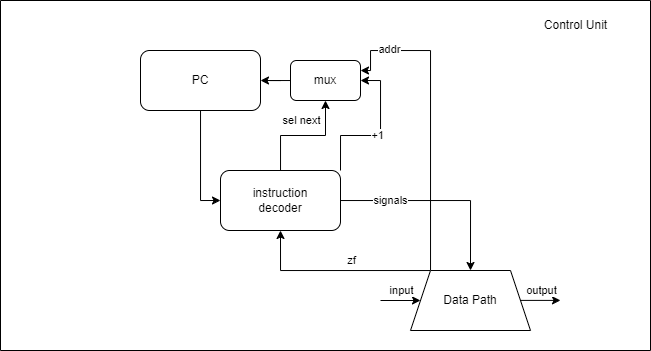 Control Unit
addr
PC
mux
sel next
+1
instruction
decoder
signals
zf
input
Data Path
output